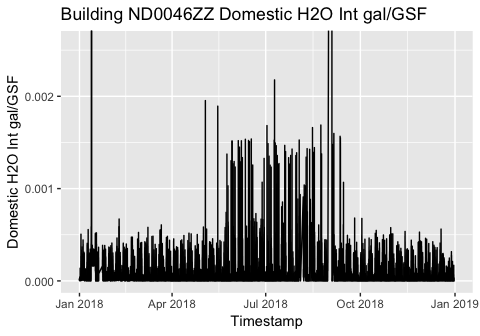 Building ND0046ZZ Domestic H2O Int gal/GSF
Domestic H2O Int gal/GSF
0.002
0.001
0.000
Jan 2018
Apr 2018
Jul 2018
Oct 2018
Jan 2019
Timestamp